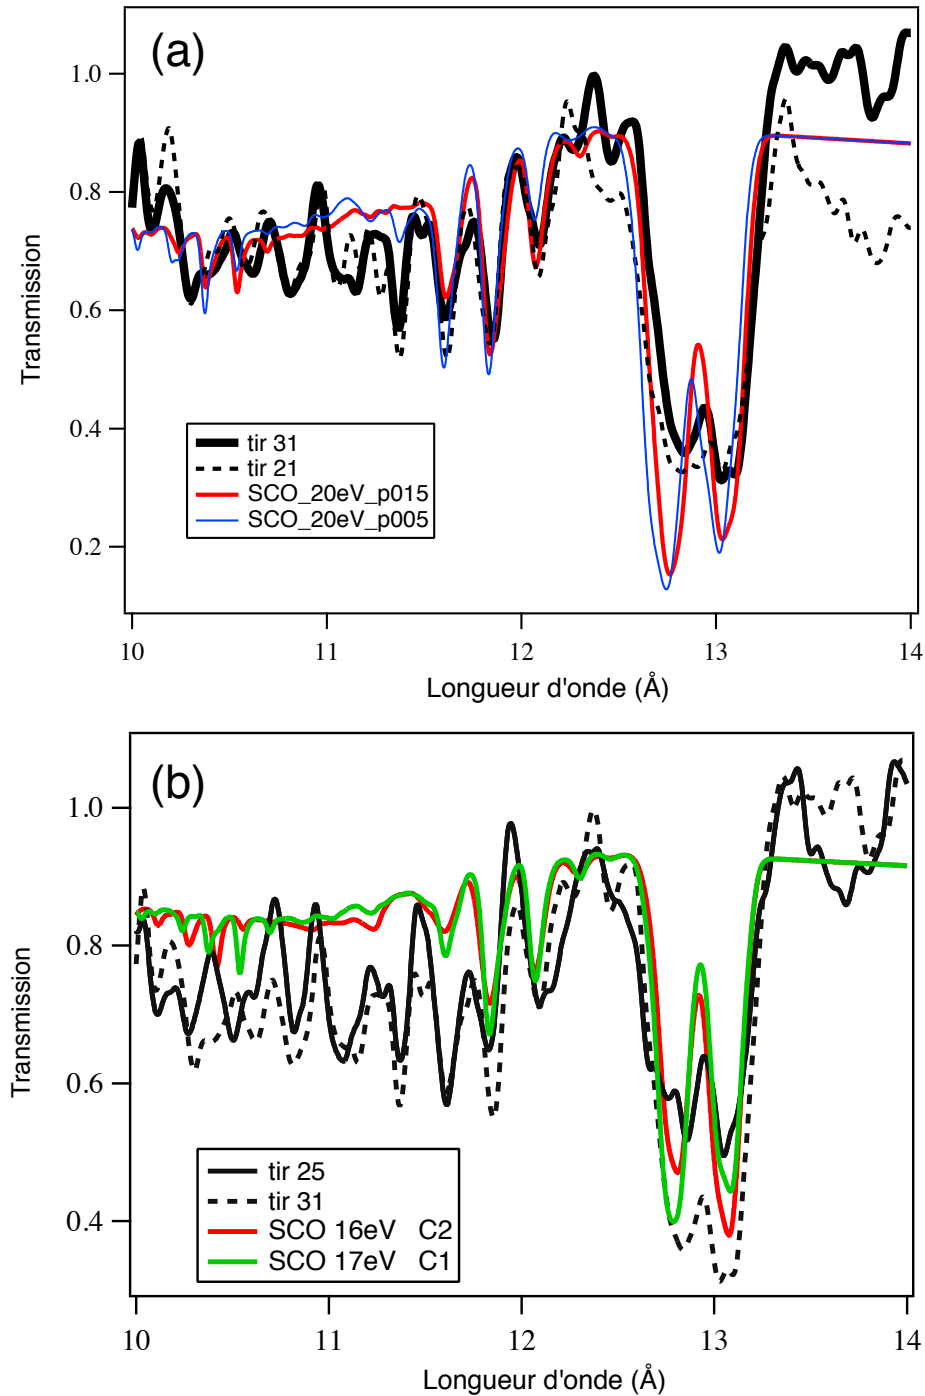 (a)
1.0
0.8
0.6
0.4
0.2
Transmission
tir 31
tir 21
SCO_20eV_p015
SCO_20eV_p005
10 11 12 13 14
Longueur d'onde (Å)
(b)
1.0
0.8
0.6
0.4
Transmission
tir 25
tir 31
SCO 16eV C2
SCO 17eV C1
10 11 12 13 14
Longueur d'onde (Å)